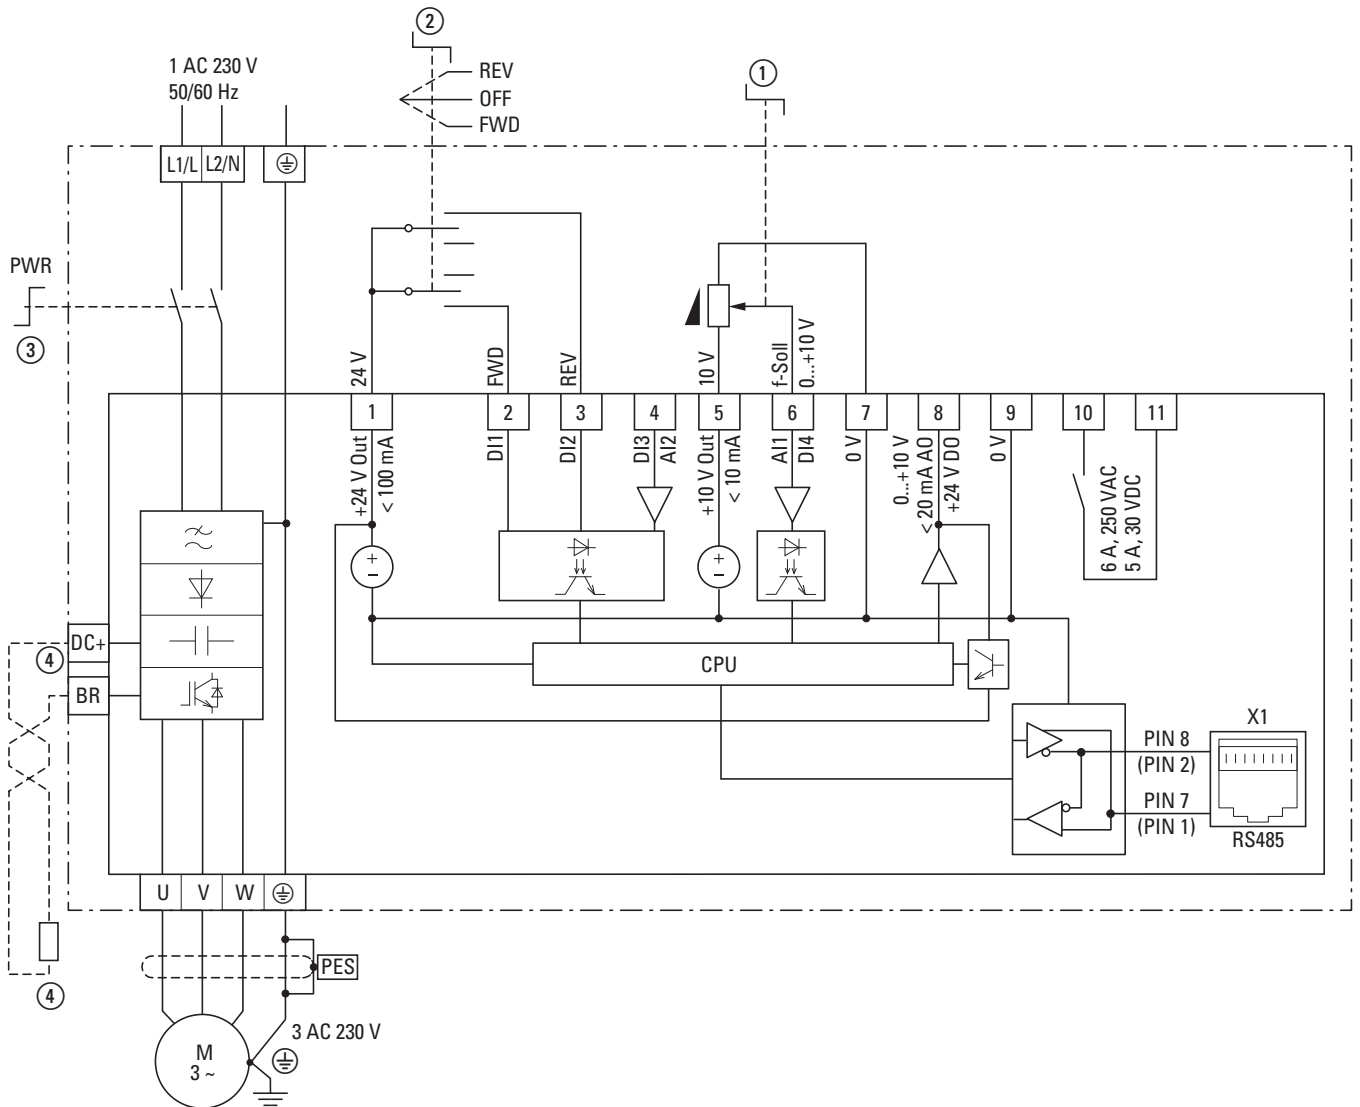 2
1 AC 230 V
50/60 Hz
REV
OFF
FWD
1
L1/L
L2/N
PWR
3
24 V
FWD
REV
10 V
f-Soll
0...+10 V
1
2
3
4
5
6
7
8
9
10
11
+24 V Out
< 100 mA
DI1
DI2
DI3
AI2
+10 V Out
< 10 mA
AI1
DI4
0 V
0...+10 V
< 20 mA AO
+24 V DO
0 V
6 A, 250 VAC
5 A, 30 VDC
+
-
+
-
DC+
4
BR
CPU
X1
PIN 8
(PIN 2)
PIN 7
(PIN 1)
RS485
U
V
W
PES
4
3 AC 230 V
M
3 ~